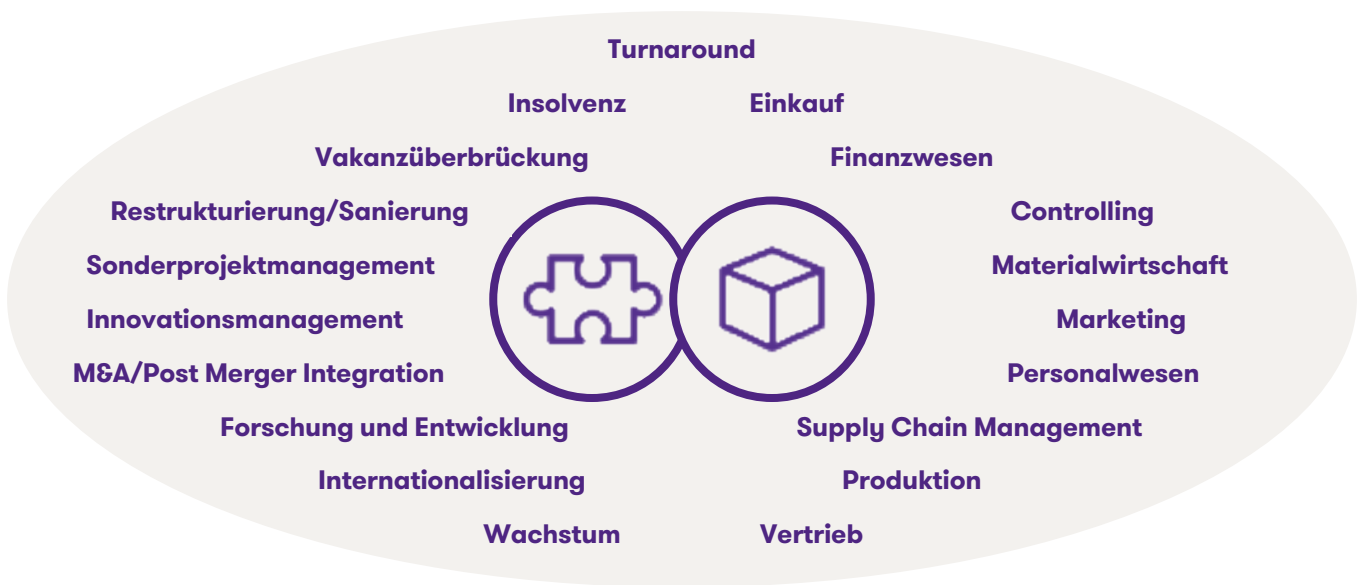 Turnaround
Insolvenz Einkauf
Vakanzüberbrückung Finanzwesen
Restrukturierung/Sanierung Controlling
Sonderprojektmanagement Materialwirtschaft
Innovationsmanagement Marketing
M&A/Post Merger Integration Personalwesen
Forschung und Entwicklung Supply Chain Management
Internationalisierung Produktion
Wachstum Vertrieb